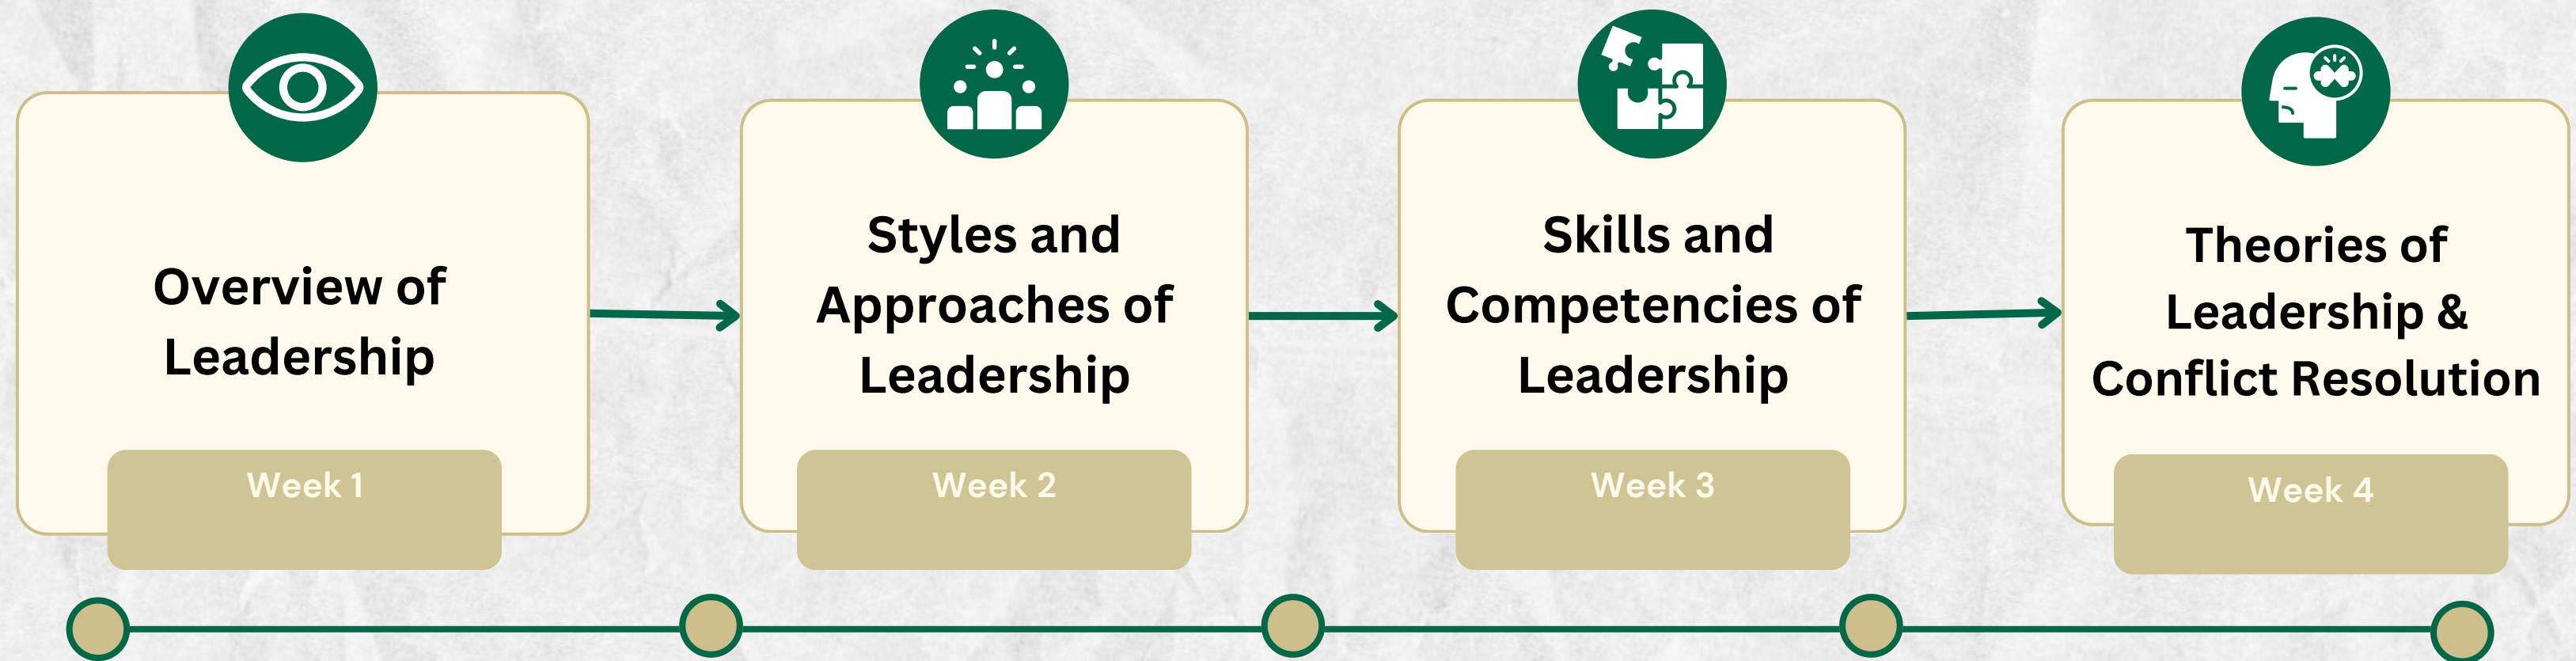 Overview of
Leadership
Week 1
Styles and
Approaches of
Leadership
Week 2
Skills and
Competencies of
Leadership
Week 3
Theories of
Leadership &
Conflict Resolution
Week 4